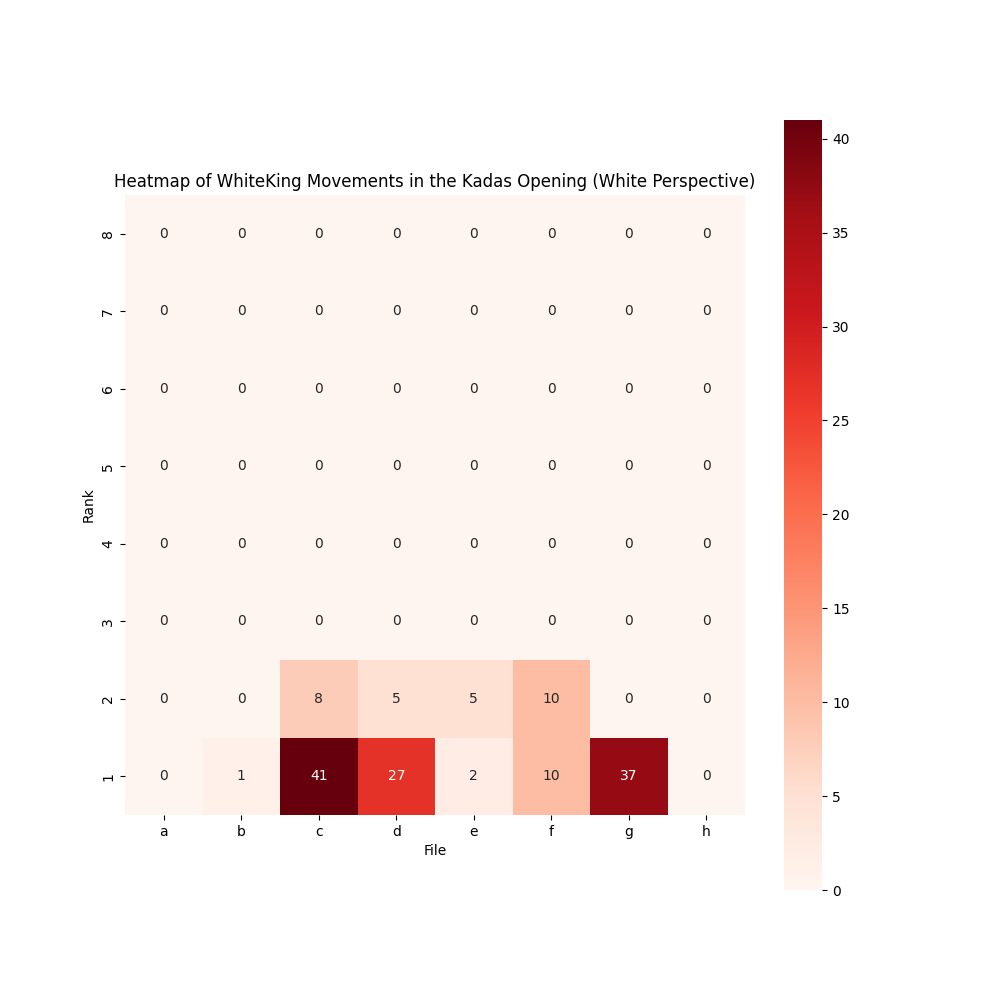 Heatmap of WhiteKing Movements in the Kadas Opening (White Perspective)
8 0 0 0 0 0 0 0 0
7 0 0 0 0 0 0 0 0
6 0 0 0 0 0 0 0 0
5 0 0 0 0 0 0 0 0
4 0 0 0 0 0 0 0 0
3 0 0 0 0 0 0 0 0
2 0 0 8 5 5 10 0 0
1 0 1 41 27 2 10 37 0
a b c d e f g h
File
Rank
40
35
30
25
20
15
10
5
0